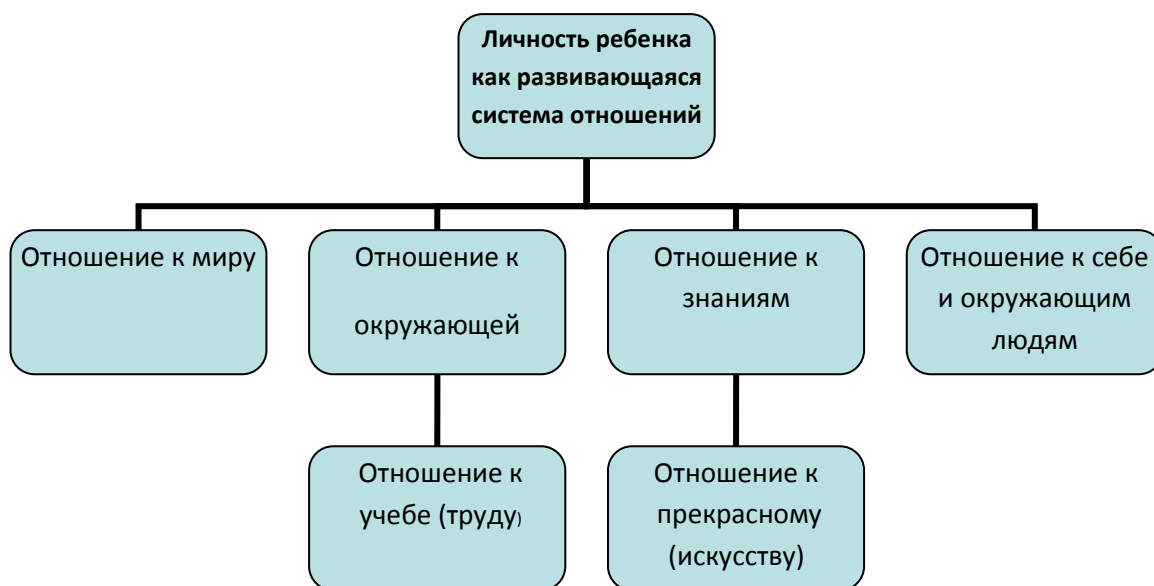 Личность ребенка
как развивающаяся
система отношений
Отношение к миру
Отношение к
окружающей
Отношение к
знаниям
Отношение к себе
и окружающим
людям
Отношение к
учебе (труду)
Отношение к
прекрасному
(искусству)